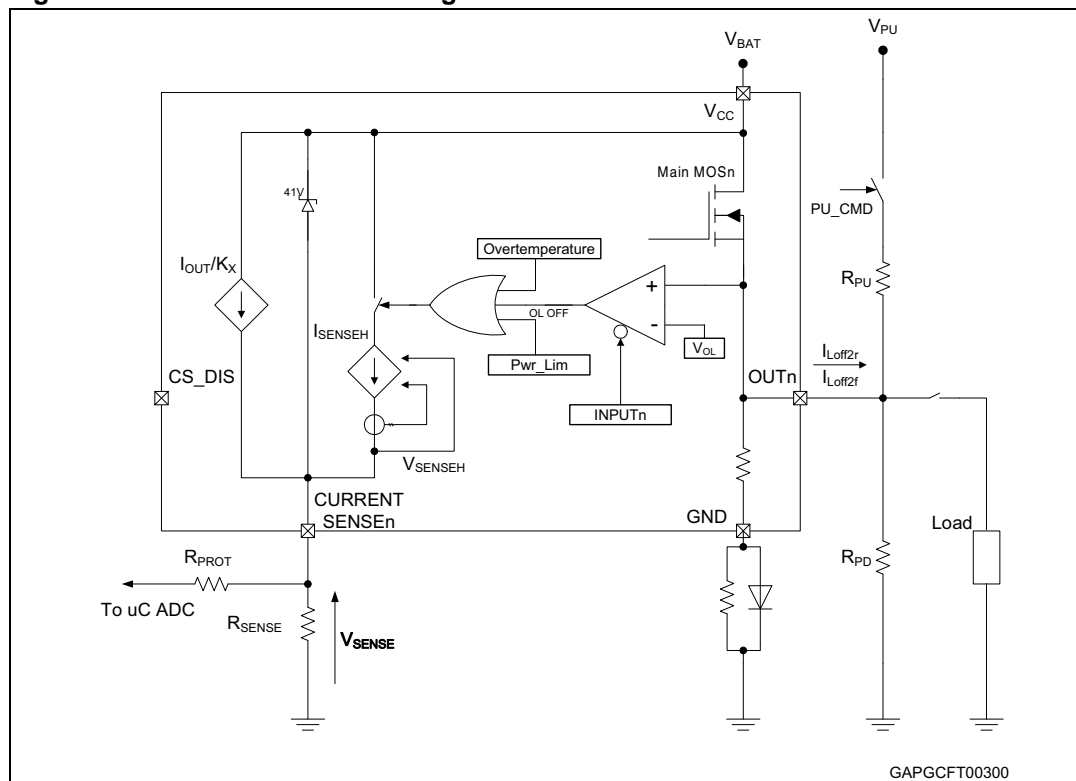 V_BAT
V_PU
V_CC
Main MOSn
41V
PU_CMD
Overtemperature
I_OUT/K_X
R_PU
+
OL OFF
-
I_SENSEH
V_OL
Pwr_Lim
I_Loff2r
I_Loff2f
CS_DIS
OUTn
INPUTn
V_SENSEH
CURRENT
SENSEn
GND
Load
R_PROT
R_PD
To uC ADC
R_SENSE
V_SENSE
GAPGCFT00300